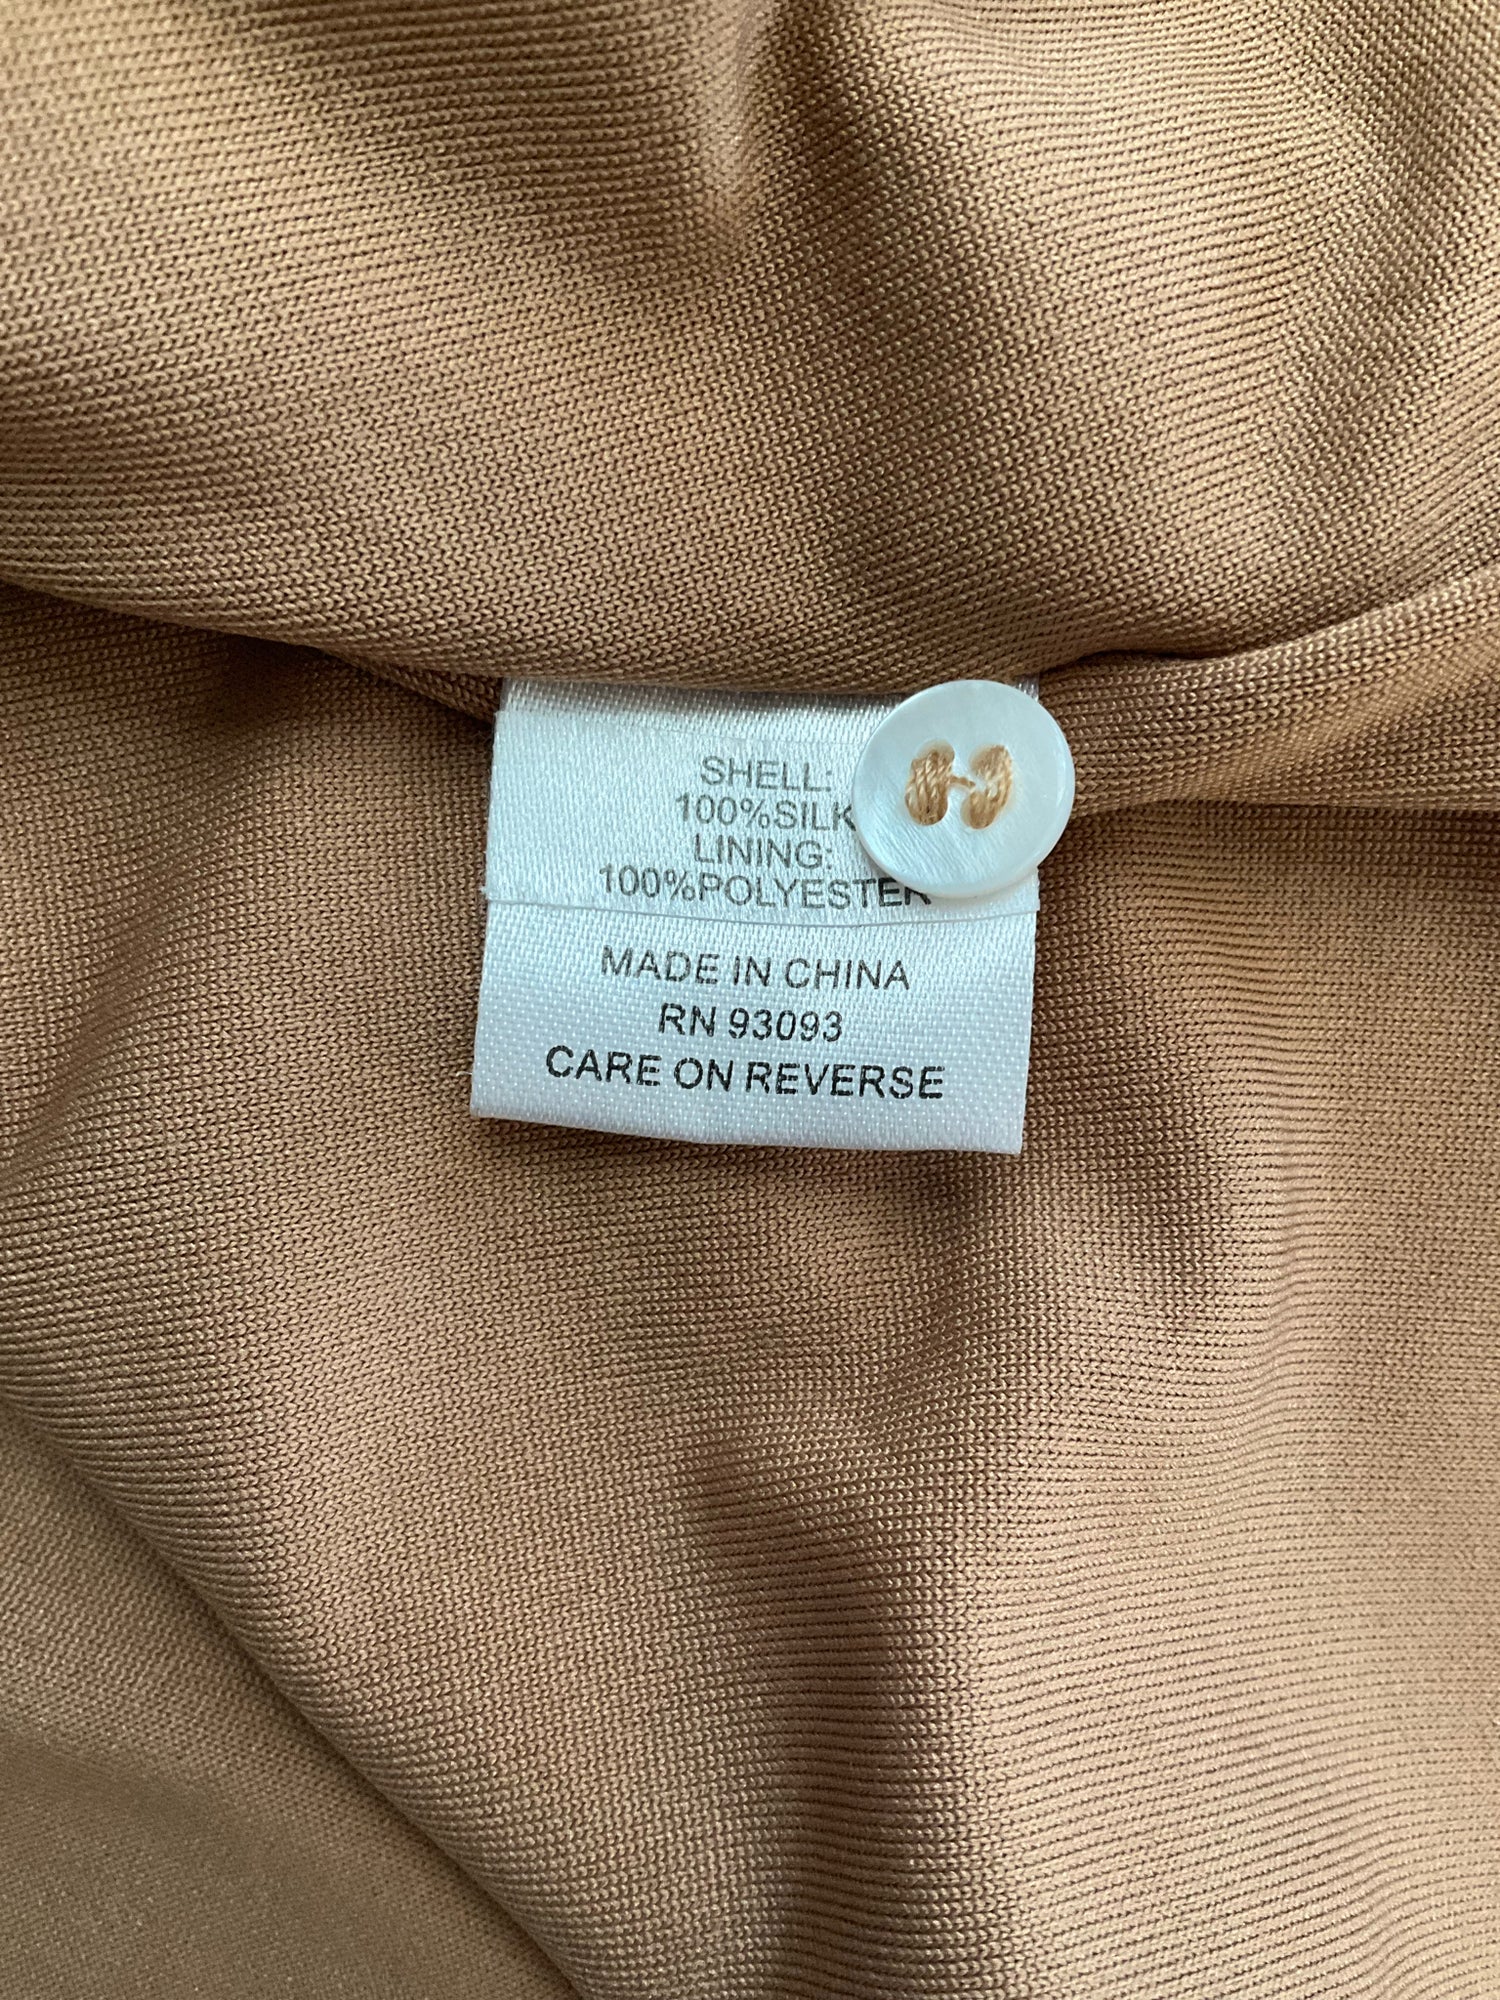 SHELL:
100%SILK
LINING:
100%POLYESTER
MADE IN CHINA
RN 93093
CARE ON REVERSE